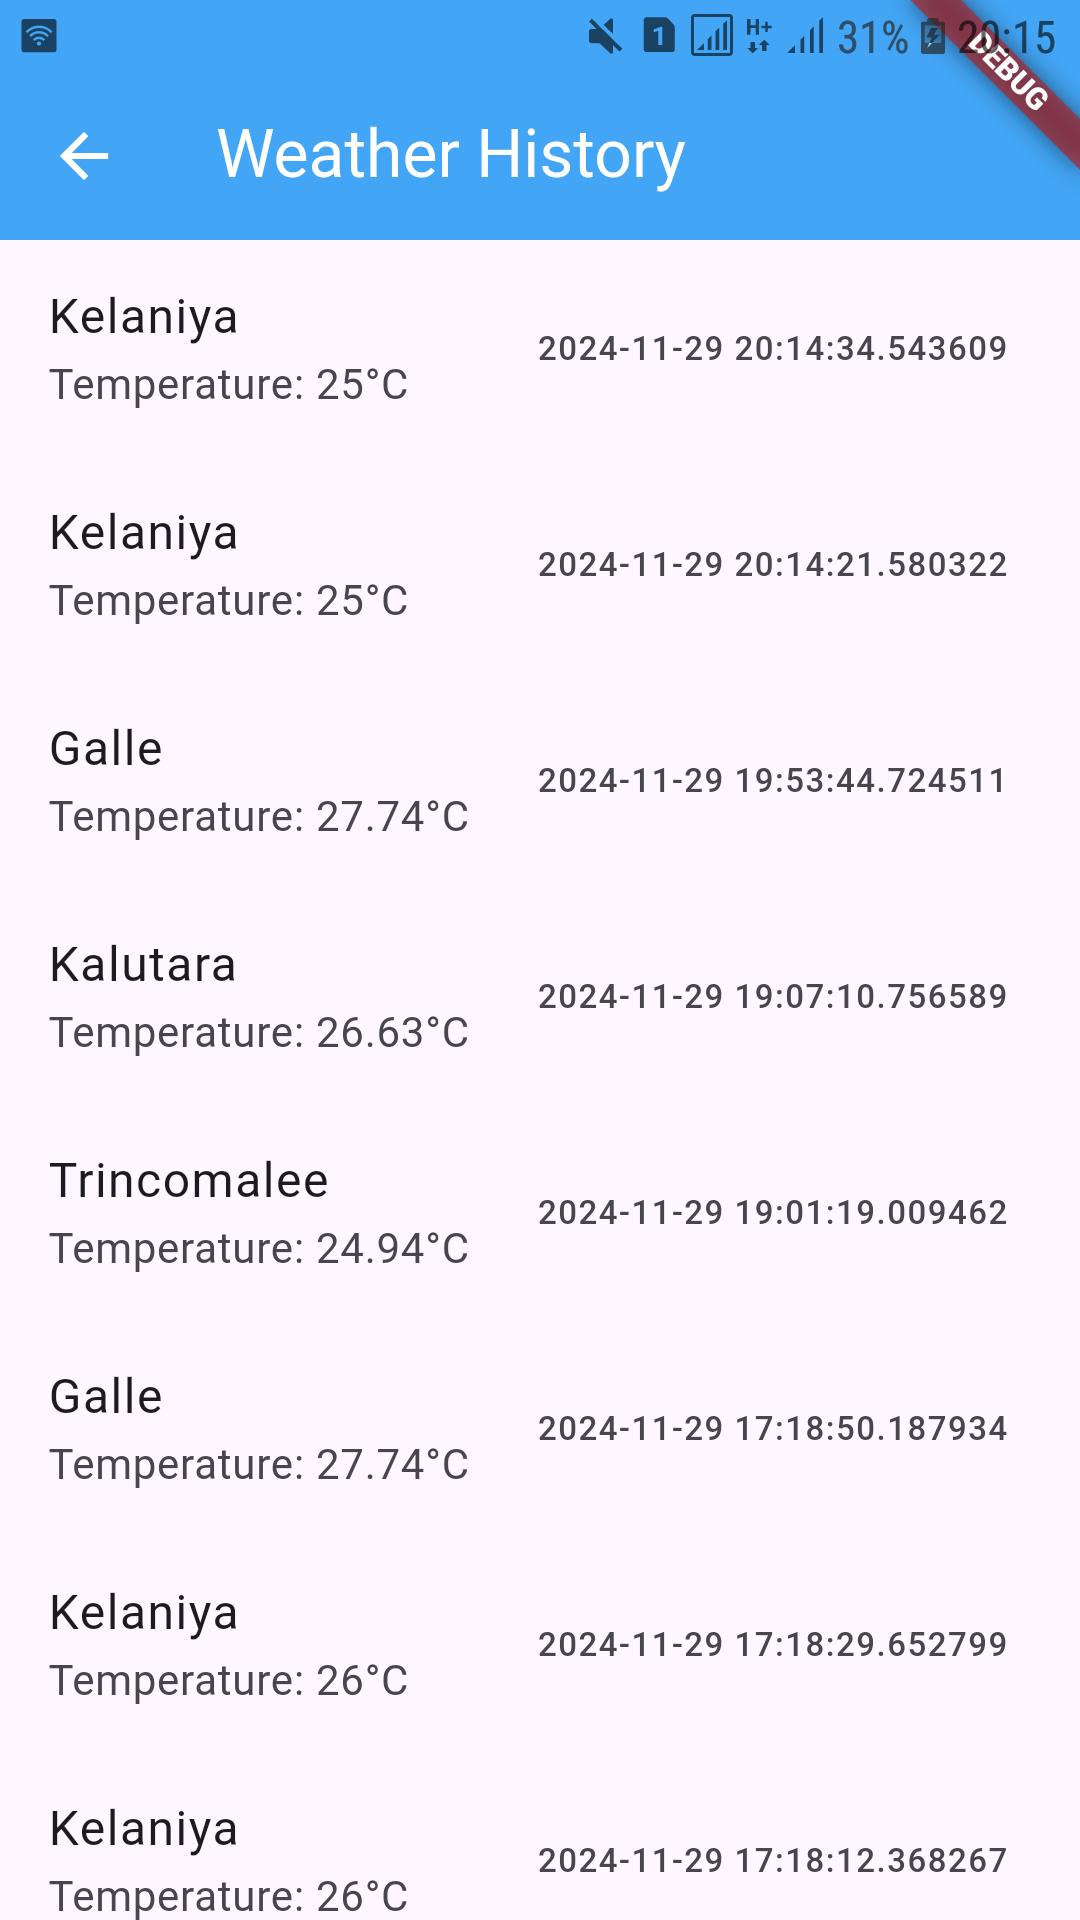 1 H+ 31% 20:15
DEBUG
Weather History
Kelaniya
2024-11-29 20:14:34.543609
Temperature: 25°C
Kelaniya
2024-11-29 20:14:21.580322
Temperature: 25°C
Galle
2024-11-29 19:53:44.724511
Temperature: 27.74°C
Kalutara
2024-11-29 19:07:10.756589
Temperature: 26.63°C
Trincomalee
2024-11-29 19:01:19.009462
Temperature: 24.94°C
Galle
2024-11-29 17:18:50.187934
Temperature: 27.74°C
Kelaniya
2024-11-29 17:18:29.652799
Temperature: 26°C
Kelaniya
2024-11-29 17:18:12.368267
Temperature: 26°C